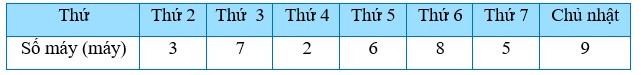 Thứ Thứ 2 Thứ 3 Thứ 4 Thứ 5 Thứ 6 Thứ 7 Chủ nhật
Số máy (máy) 3 7 2 6 8 5 9